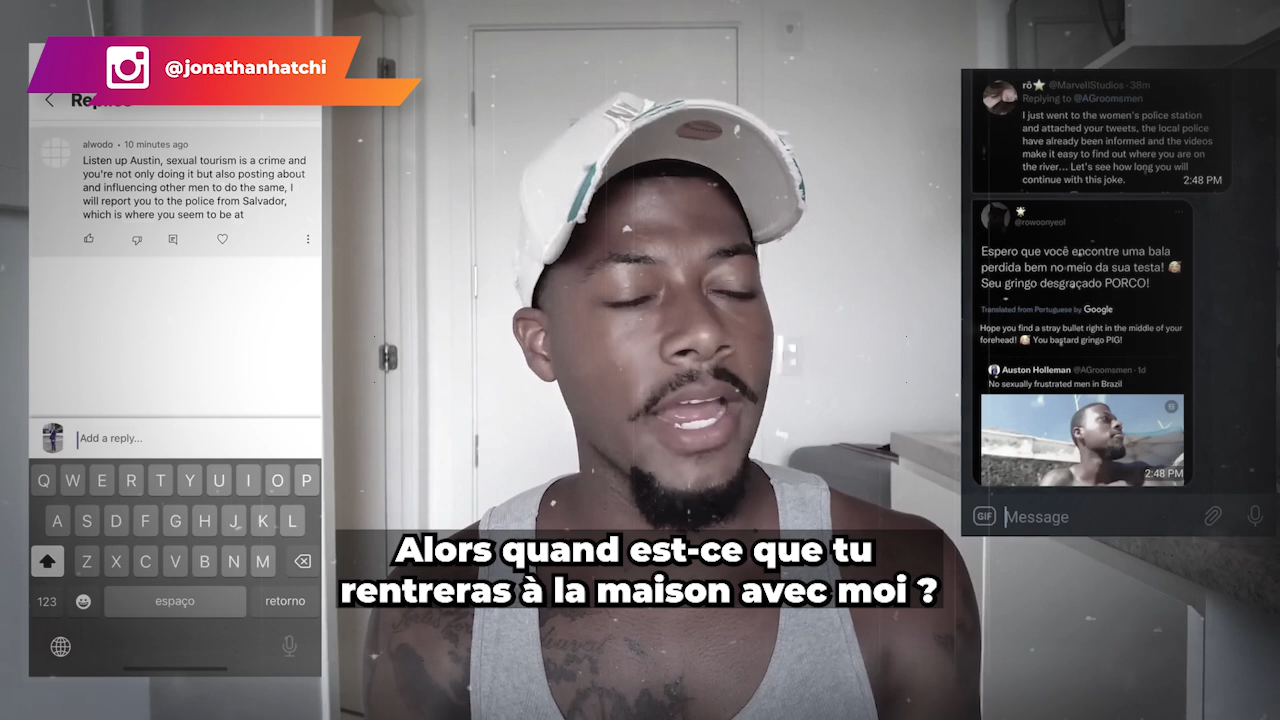 @jonathanhatchi
Replies
alwodo • 10 minutes ago
Listen up Austin, sexual tourism is a crime and
you're not only doing it but also posting about
and influencing other men to do the same, I
will report you to the police from Salvador,
which is where you seem to be at
Add a reply...
Q W E R T Y U I O P
A S D F G H J K L
Z X C V B N M
123 espaço retorno
rö⭐ @MarvellStudios · 38m
Replying to @AGroomsmen
I just went to the women's police station
and attached your tweets, the local police
have already been informed and the videos
make it easy to find out where you are on
the river... Let's see how long you will
continue with this joke.
2:48 PM
@rowoonyeol
Espero que você encontre uma bala
perdida bem no meio da sua testa! 🥰
Seu gringo desgraçado PORCO!
Translated from Portuguese by Google
Hope you find a stray bullet right in the middle of your
forehead! 🥰 You bastard gringo PIG!
Auston Holleman @AGroomsmen · 1d
No sexually frustrated men in Brazil
2:48 PM
GIF Message
Alors quand est-ce que tu
rentreras à la maison avec moi ?